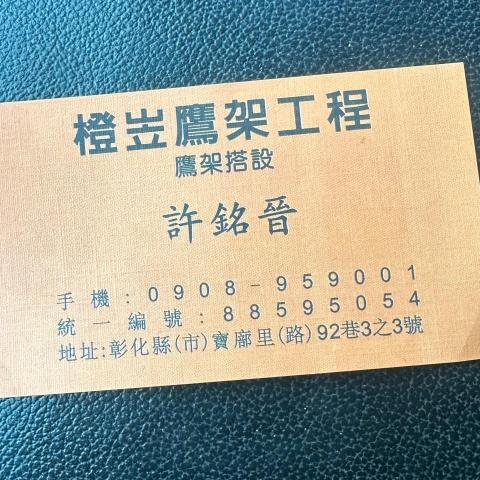 橙岦鷹架工程
鷹架搭設
許銘晉
手機：0908-959001
統一編號：88595054
地址:彰化縣(市)寶廍里(路)92巷3之3號